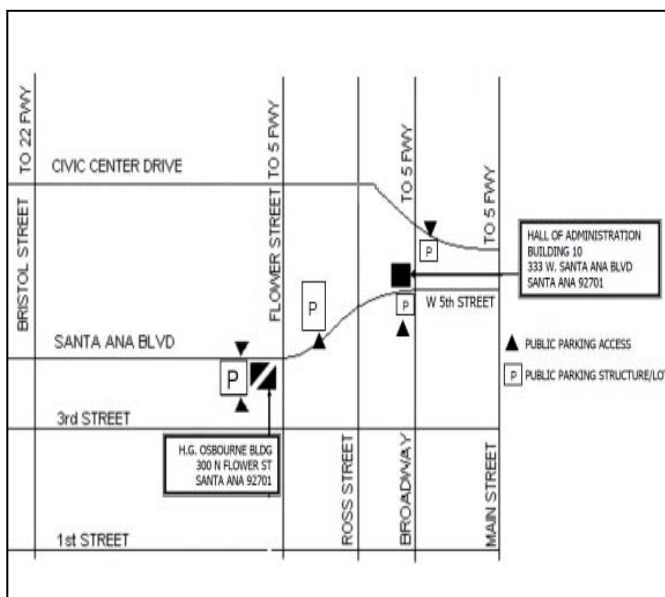 TO 22 FWY
BRISTOL STREET
CIVIC CENTER DRIVE
TO 5 FWY
FLOWER STREET
TO 5 FWY
TO 5 FWY
HALL OF ADMINISTRATION
BUILDING 10
333 W. SANTA ANA BLVD
SANTA ANA 92701
P
P
P
W 5th STREET
SANTA ANA BLVD
P
PUBLIC PARKING ACCESS
P PUBLIC PARKING STRUCTURE/LOT
3rd STREET
H.G. OSBOURNE BLDG
300 N FLOWER ST
SANTA ANA 92701
ROSS STREET
BROADWAY
MAIN STREET
1st STREET